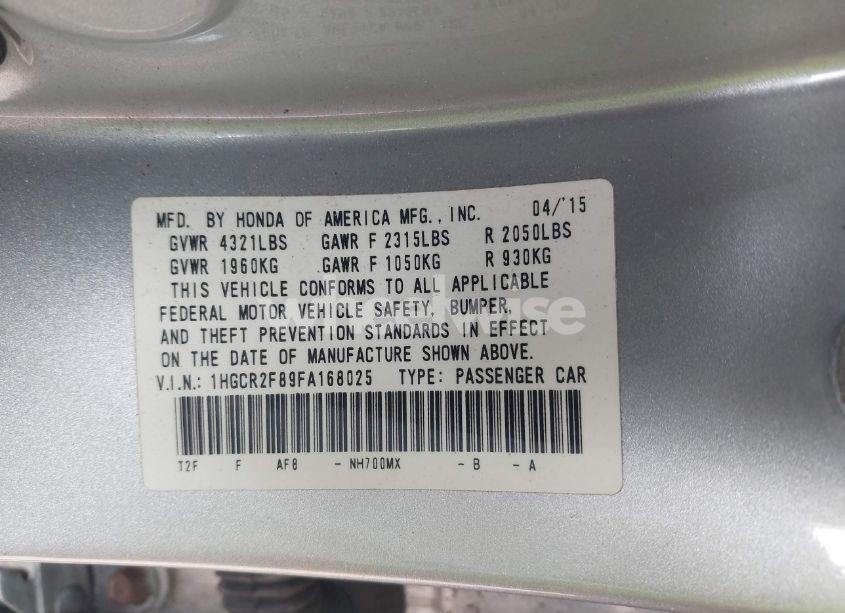 MFD. BY HONDA OF AMERICA MFG., INC. 04/'15
GVWR 4321LBS GAWR F 2315LBS R 2050LBS
GVWR 1960KG GAWR F 1050KG R 930KG
THIS VEHICLE CONFORMS TO ALL APPLICABLE
FEDERAL MOTOR VEHICLE SAFETY, BUMPER,
AND THEFT PREVENTION STANDARDS IN EFFECT
ON THE DATE OF MANUFACTURE SHOWN ABOVE.
V.I.N.: 1HGCR2F89FA168025 TYPE: PASSENGER CAR
T2F F AF8 - NH700MX - B - A